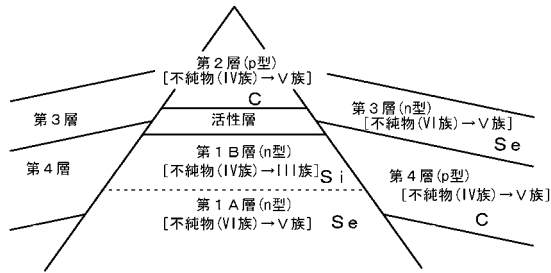 第2層(p型)
[不純物(IV族)→V族]
C
活性層
第1B層(n型)
[不純物(IV族)→III族]Si
第1A層(n型)
[不純物(VI族)→V族] Se
第3層
第4層
第3層(n型)
[不純物(VI族)→V族]
Se
第4層(p型)
[不純物(IV族)→V族]
C